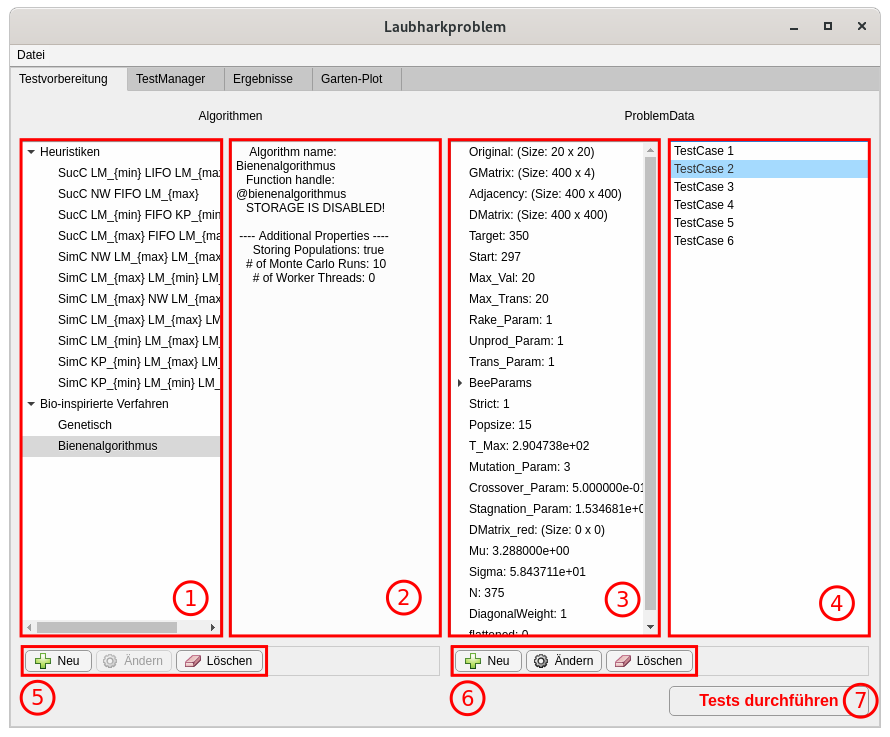 Laubharkproblem
Datei
Testvorbereitung TestManager Ergebnisse Garten-Plot
Algorithmen
ProblemData
Heuristiken
SucC LM_{min} LIFO LM_{ma
SucC NW FIFO LM_{max}
SucC LM_{min} FIFO KP_{min
SucC LM_{max} FIFO LM_{ma
SimC NW LM_{max} LM_{max
SimC LM_{max} LM_{min} LM_
SimC LM_{max} NW LM_{max
SimC LM_{max} LM_{max} LM
SimC LM_{min} LM_{max} LM_
SimC KP_{min} LM_{max} LM_
SimC KP_{min} LM_{min} LM_
Bio-inspirierte Verfahren
Genetisch
Bienenalgorithmus
1
Algorithm name:
Bienenalgorithmus
Function handle:
@bienenalgorithmus
STORAGE IS DISABLED!
---- Additional Properties ----
Storing Populations: true
# of Monte Carlo Runs: 10
# of Worker Threads: 0
2
Original: (Size: 20 x 20)
GMatrix: (Size: 400 x 4)
Adjacency: (Size: 400 x 400)
DMatrix: (Size: 400 x 400)
Target: 350
Start: 297
Max_Val: 20
Max_Trans: 20
Rake_Param: 1
Unprod_Param: 1
Trans_Param: 1
BeeParams
Strict: 1
Popsize: 15
T_Max: 2.904738e+02
Mutation_Param: 3
Crossover_Param: 5.000000e-01
Stagnation_Param: 1.534681e+0
DMatrix_red: (Size: 0 x 0)
Mu: 3.288000e+00
Sigma: 5.843711e+01
N: 375
DiagonalWeight: 1
flattened: 0
3
TestCase 1
TestCase 2
TestCase 3
TestCase 4
TestCase 5
TestCase 6
4
Neu Ändern Löschen
5
Neu Ändern Löschen
6
Tests durchführen
7